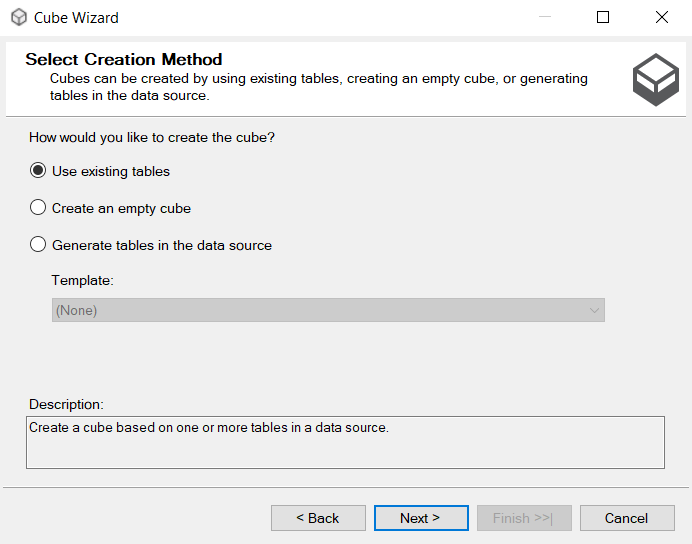 Cube Wizard
Select Creation Method
Cubes can be created by using existing tables, creating an empty cube, or generating
tables in the data source.
How would you like to create the cube?
Use existing tables
Create an empty cube
Generate tables in the data source
Template:
(None)
Description:
Create a cube based on one or more tables in a data source.
< Back
Next >
Finish >>|
Cancel